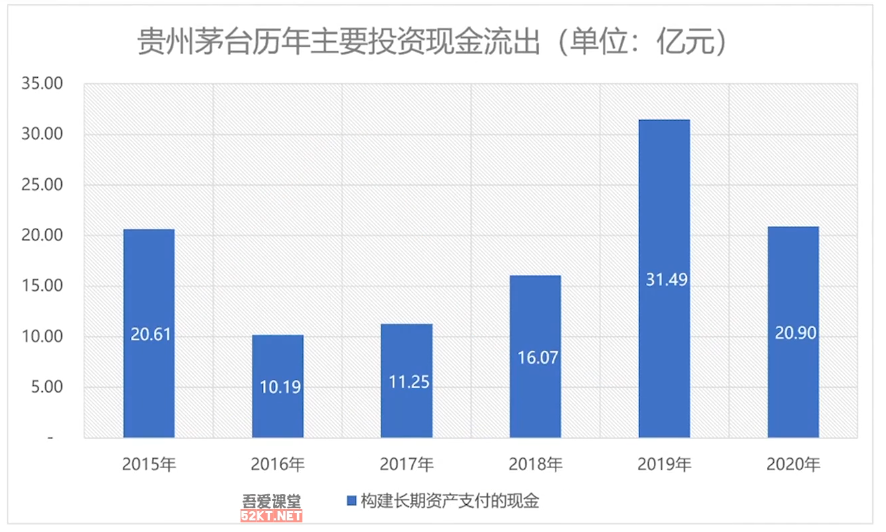 贵州茅台历年主要投资现金流出（单位：亿元）
35.00
30.00
25.00
20.00
15.00
10.00
5.00
-
20.61
10.19
11.25
16.07
31.49
20.90
2015年
2016年
2017年
2018年
2019年
2020年
吾爱课堂
52KT.NET
构建长期资产支付的现金